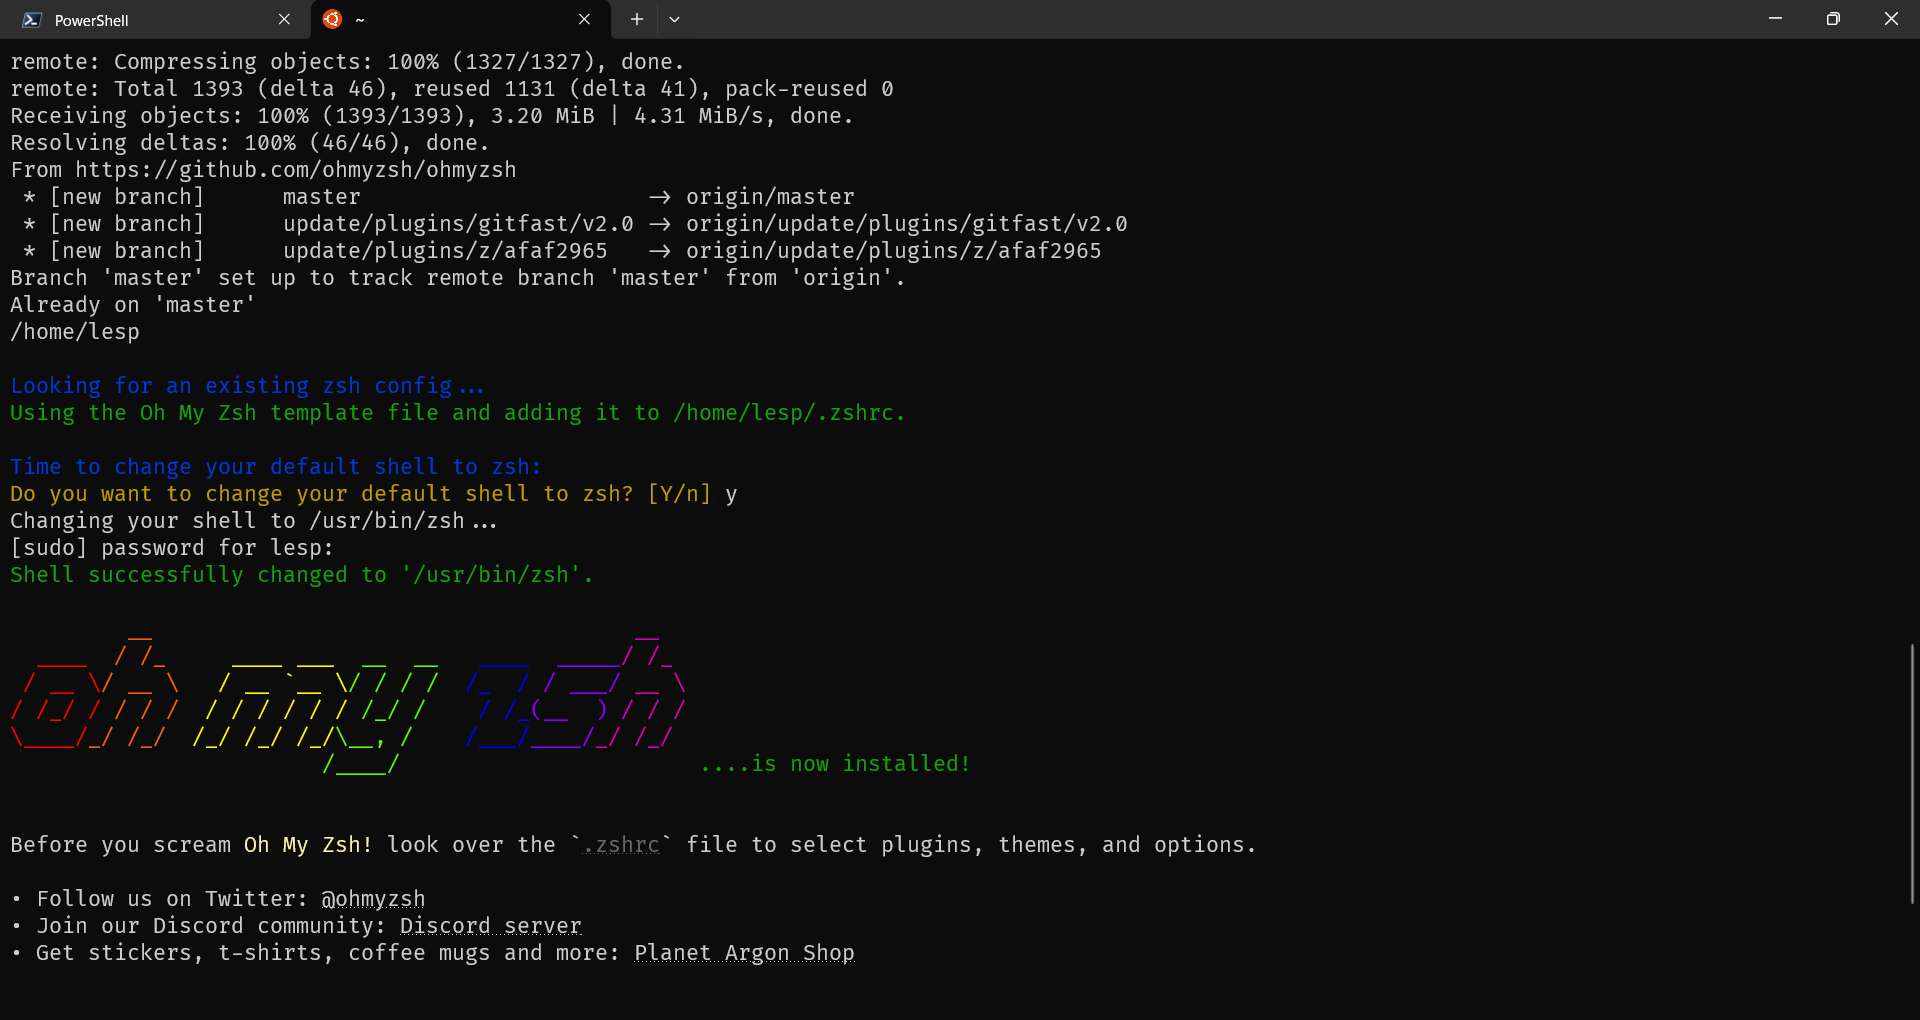 PowerShell
~
remote: Compressing objects: 100% (1327/1327), done.
remote: Total 1393 (delta 46), reused 1131 (delta 41), pack-reused 0
Receiving objects: 100% (1393/1393), 3.20 MiB | 4.31 MiB/s, done.
Resolving deltas: 100% (46/46), done.
From https://github.com/ohmyzsh/ohmyzsh
 * [new branch]      master                      -> origin/master
 * [new branch]      update/plugins/gitfast/v2.0 -> origin/update/plugins/gitfast/v2.0
 * [new branch]      update/plugins/z/afaf2965   -> origin/update/plugins/z/afaf2965
Branch 'master' set up to track remote branch 'master' from 'origin'.
Already on 'master'
/home/lesp
Looking for an existing zsh config...
Using the Oh My Zsh template file and adding it to /home/lesp/.zshrc.
Time to change your default shell to zsh:
Do you want to change your default shell to zsh? [Y/n] y
Changing your shell to /usr/bin/zsh...
[sudo] password for lesp:
Shell successfully changed to '/usr/bin/zsh'.
oh my zsh
....is now installed!
Before you scream Oh My Zsh! look over the `.zshrc` file to select plugins, themes, and options.
• Follow us on Twitter: @ohmyzsh
• Join our Discord community: Discord server
• Get stickers, t-shirts, coffee mugs and more: Planet Argon Shop